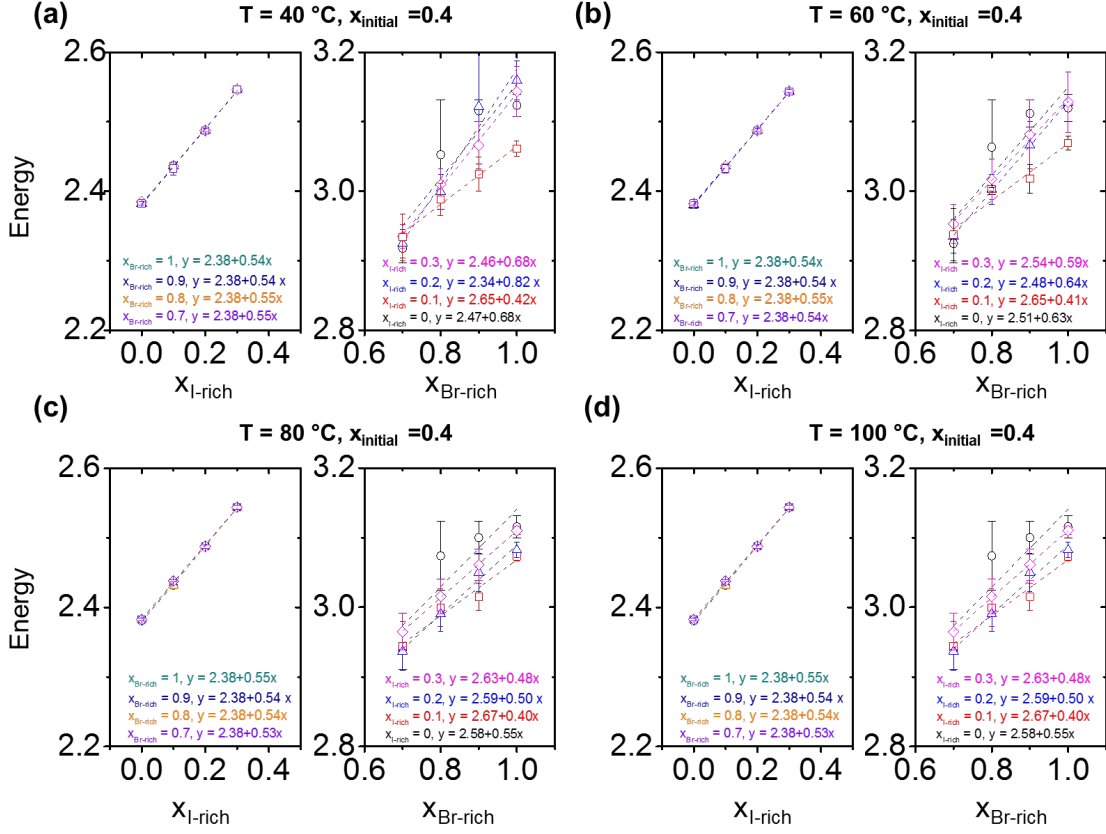 (a)
T = 40 °C, x_initial =0.4
Energy
2.6
2.4
2.2
x_Br-rich = 1, y = 2.38+0.54x
x_Br-rich = 0.9, y = 2.38+0.54 x
x_Br-rich = 0.8, y = 2.38+0.55x
x_Br-rich = 0.7, y = 2.38+0.55x
0.0 0.2 0.4
x_I-rich
3.2
3.0
2.8
x_I-rich = 0.3, y = 2.46+0.68x
x_I-rich = 0.2, y = 2.34+0.82 x
x_I-rich = 0.1, y = 2.65+0.42x
x_I-rich = 0, y = 2.47+0.68x
0.6 0.8 1.0
x_Br-rich
(b)
T = 60 °C, x_initial =0.4
2.6
2.4
2.2
x_Br-rich = 1, y = 2.38+0.54x
x_Br-rich = 0.9, y = 2.38+0.54 x
x_Br-rich = 0.8, y = 2.38+0.55x
x_Br-rich = 0.7, y = 2.38+0.54x
0.0 0.2 0.4
x_I-rich
3.2
3.0
2.8
x_I-rich = 0.3, y = 2.54+0.59x
x_I-rich = 0.2, y = 2.48+0.64x
x_I-rich = 0.1, y = 2.65+0.41x
x_I-rich = 0, y = 2.51+0.63x
0.6 0.8 1.0
x_Br-rich
(c)
T = 80 °C, x_initial =0.4
Energy
2.6
2.4
2.2
x_Br-rich = 1, y = 2.38+0.55x
x_Br-rich = 0.9, y = 2.38+0.54 x
x_Br-rich = 0.8, y = 2.38+0.54x
x_Br-rich = 0.7, y = 2.38+0.53x
0.0 0.2 0.4
x_I-rich
3.2
3.0
2.8
x_I-rich = 0.3, y = 2.63+0.48x
x_I-rich = 0.2, y = 2.59+0.50 x
x_I-rich = 0.1, y = 2.67+0.40x
x_I-rich = 0, y = 2.58+0.55x
0.6 0.8 1.0
x_Br-rich
(d)
T = 100 °C, x_initial =0.4
2.6
2.4
2.2
x_Br-rich = 1, y = 2.38+0.55x
x_Br-rich = 0.9, y = 2.38+0.54 x
x_Br-rich = 0.8, y = 2.38+0.54x
x_Br-rich = 0.7, y = 2.38+0.53x
0.0 0.2 0.4
x_I-rich
3.2
3.0
2.8
x_I-rich = 0.3, y = 2.63+0.48x
x_I-rich = 0.2, y = 2.59+0.50 x
x_I-rich = 0.1, y = 2.67+0.40x
x_I-rich = 0, y = 2.58+0.55x
0.6 0.8 1.0
x_Br-rich